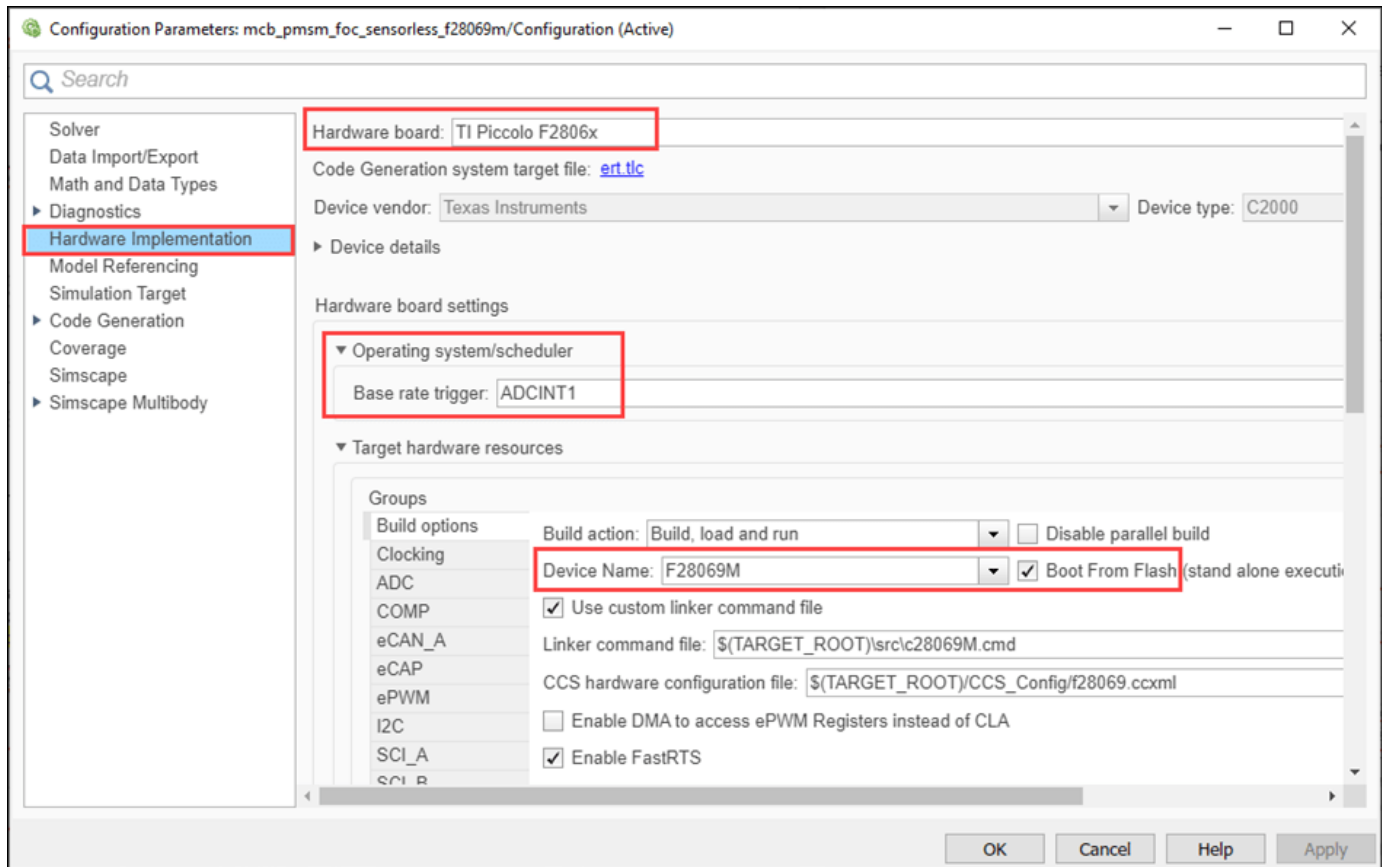 Configuration Parameters: mcb_pmsm_foc_sensorless_f28069m/Configuration (Active)
Search
Solver
Data Import/Export
Math and Data Types
Diagnostics
Hardware Implementation
Model Referencing
Simulation Target
Code Generation
Coverage
Simscape
Simscape Multibody
Hardware board: TI Piccolo F2806x
Code Generation system target file: ert.tlc
Device vendor: Texas Instruments Device type: C2000
Device details
Hardware board settings
Operating system/scheduler
Base rate trigger: ADCINT1
Target hardware resources
Groups
Build options
Clocking
ADC
COMP
eCAN_A
eCAP
ePWM
I2C
SCI_A
SCI_B
Build action: Build, load and run Disable parallel build
Device Name: F28069M Boot From Flash (stand alone executi
Use custom linker command file
Linker command file: $(TARGET_ROOT)\src\c28069M.cmd
CCS hardware configuration file: $(TARGET_ROOT)/CCS_Config/f28069.ccxml
Enable DMA to access ePWM Registers instead of CLA
Enable FastRTS
OK Cancel Help Apply